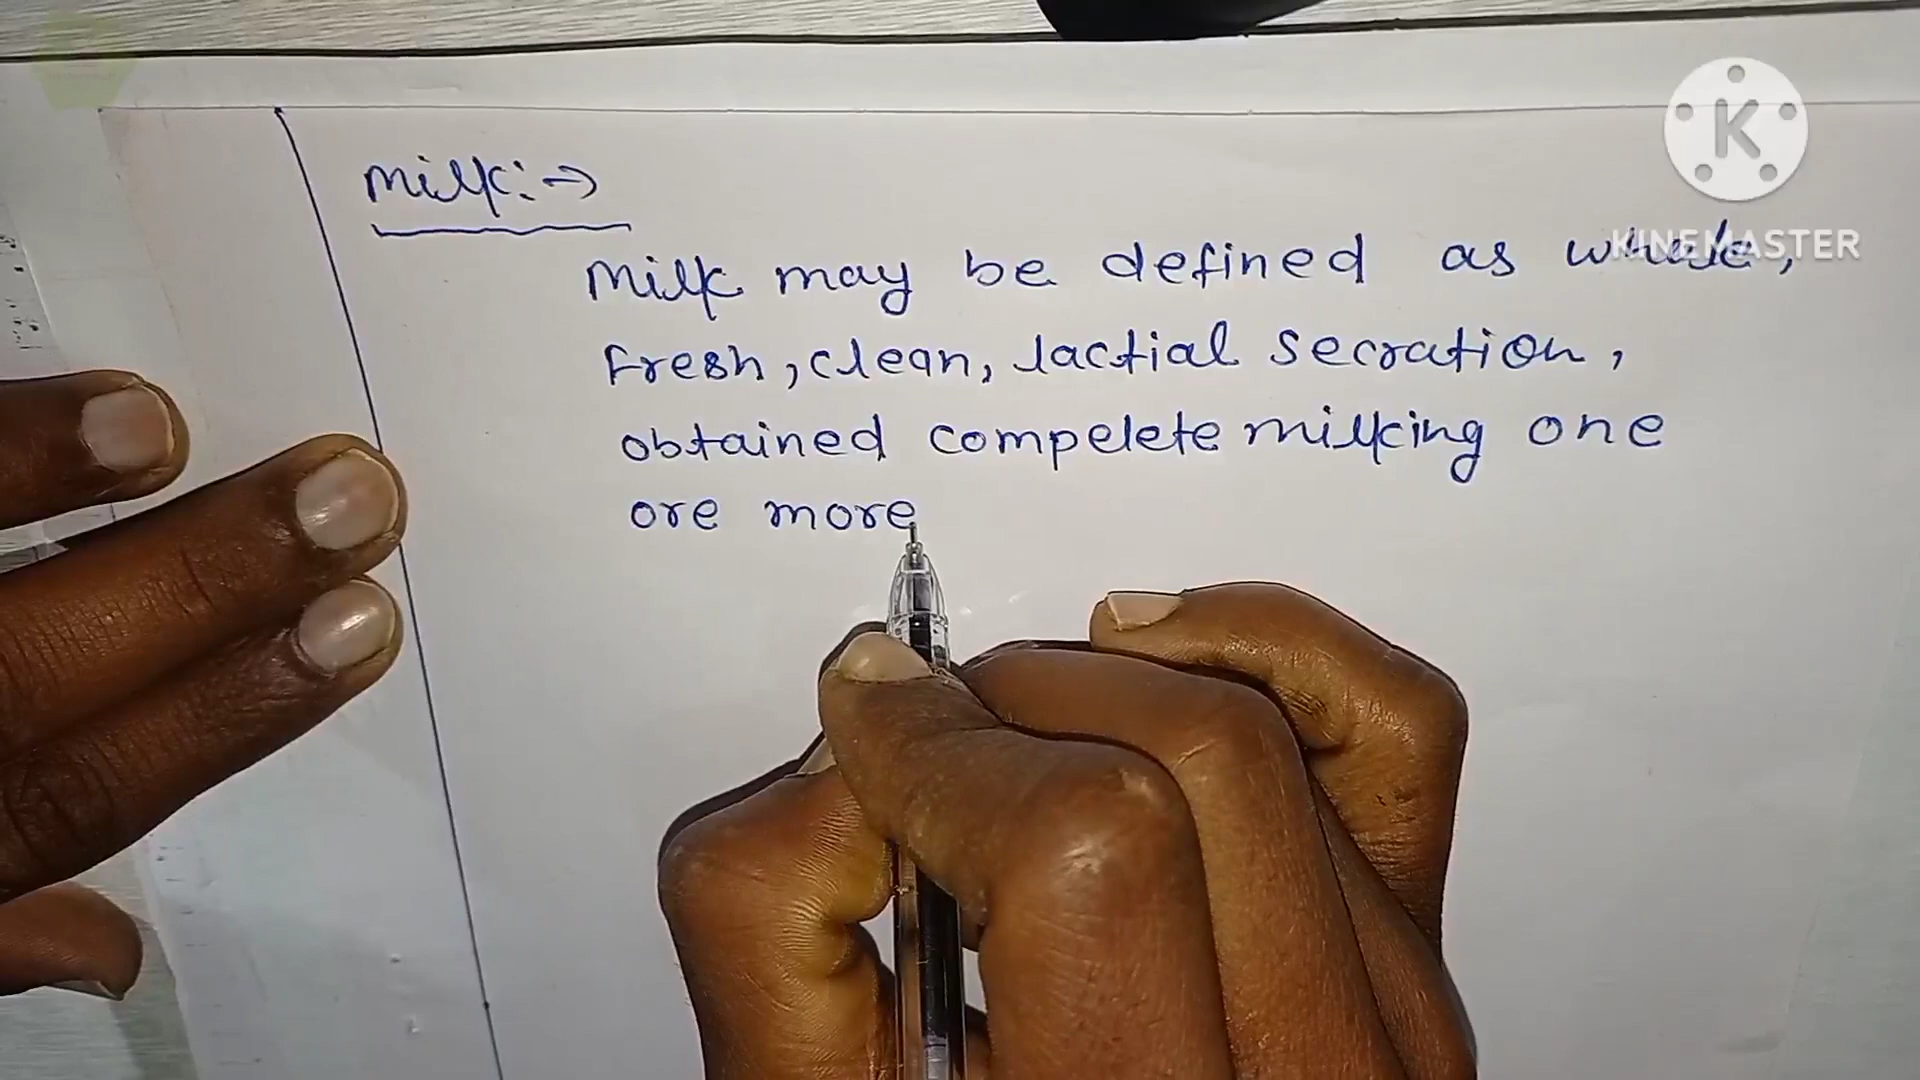 milk:→
Milk may be defined as whole,
Fresh, clean, lactial secration,
obtained compelete milking one
ore more
K
KINEMASTER